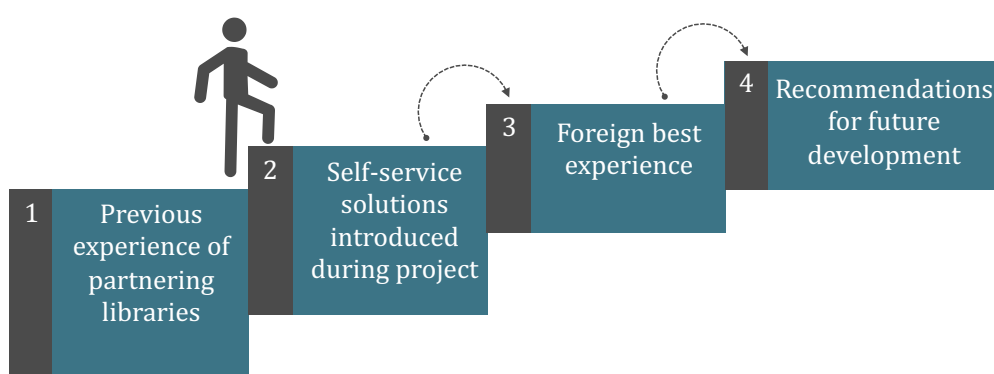 1
Previous
experience of
partnering
libraries
2
Self-service
solutions
introduced
during project
3
Foreign best
experience
4
Recommendations
for future
development